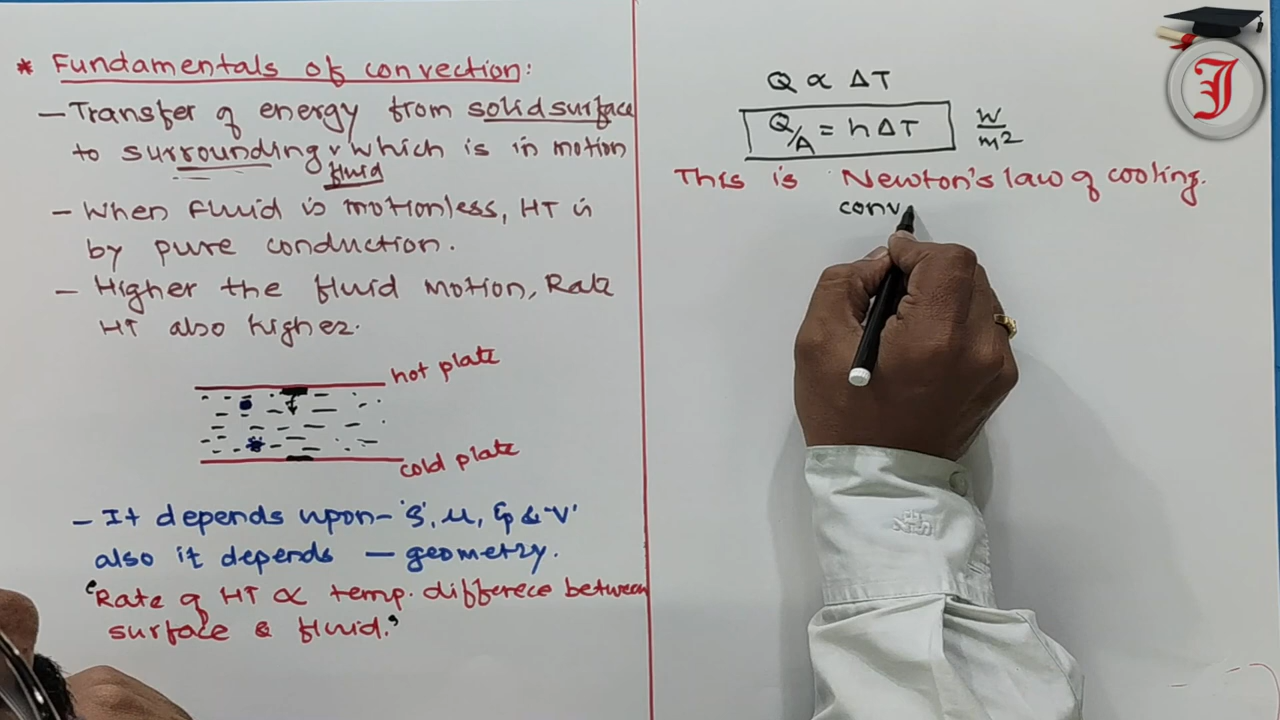 * Fundamentals of convection:
- Transfer of energy from solid surface
to surrounding fluid which is in motion
- When fluid is motionless, HT is
by pure conduction.
- Higher the fluid motion, Rate
HT also higher.
hot plate
cold plate
- It depends upon - 'ρ', μ, Cp & 'V'
also it depends - geometry.
"Rate of HT ∝ temp. differece between
surface & fluid."
Q ∝ ΔT
Q/A = hΔT W/m²
This is Newton's law of cooling.
conv
J